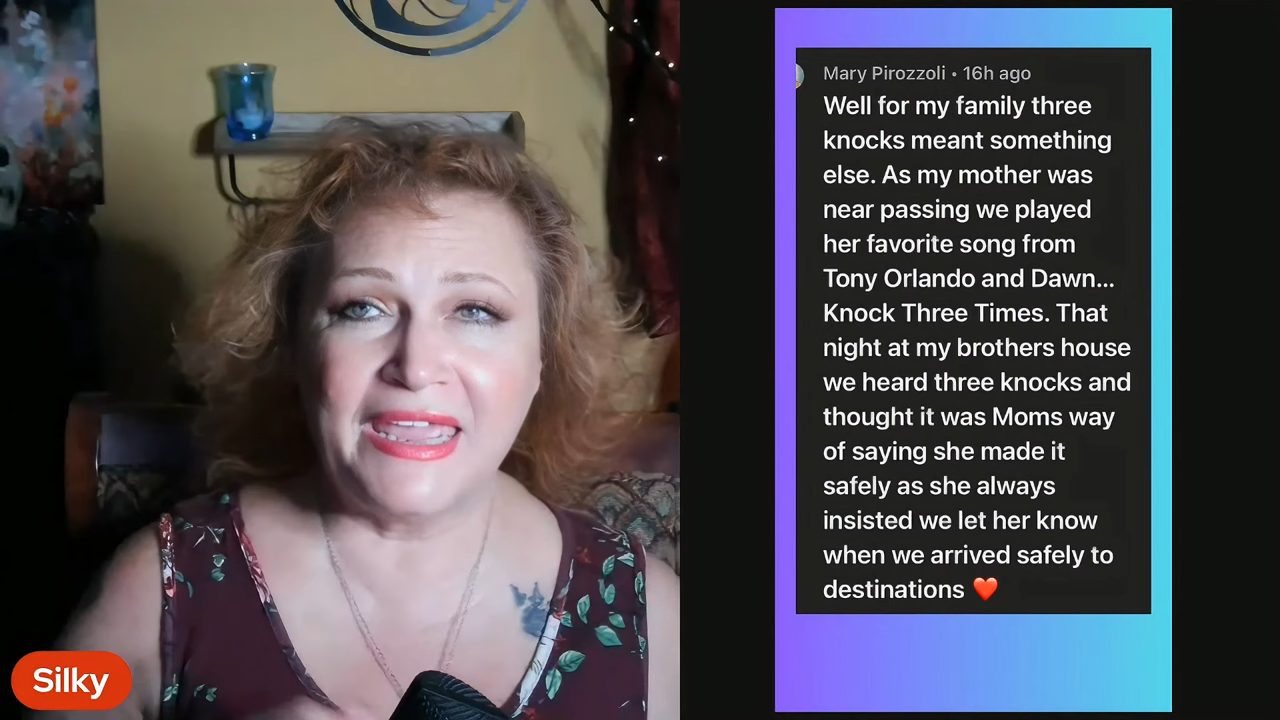 Mary Pirozzoli • 16h ago
Well for my family three
knocks meant something
else. As my mother was
near passing we played
her favorite song from
Tony Orlando and Dawn...
Knock Three Times. That
night at my brothers house
we heard three knocks and
thought it was Moms way
of saying she made it
safely as she always
insisted we let her know
when we arrived safely to
destinations ❤️
Silky